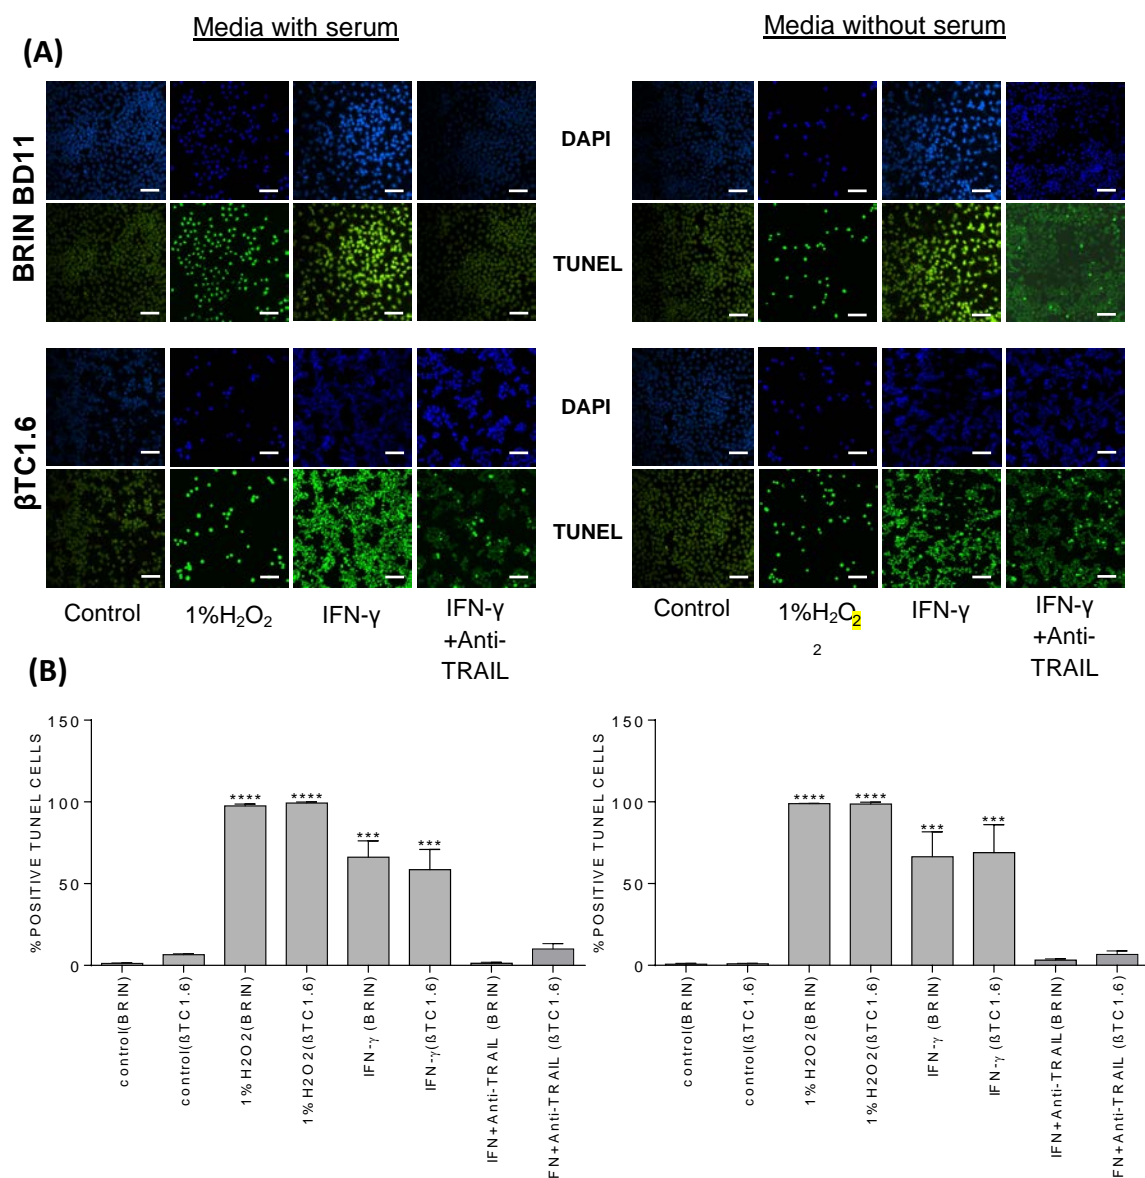 Media with serum
Media without serum
(A)
BRIN BD11
DAPI
TUNEL
βTC1.6
DAPI
TUNEL
Control
1%H₂O₂
IFN-γ
IFN-γ
+Anti-
TRAIL
Control
1%H₂O₂
2
IFN-γ
IFN-γ
+Anti-
TRAIL
(B)
% POSITIVE TUNEL CELLS
150
100
50
0
****
****
***
***
control(BRIN)
control(ßTC1.6)
1%H2O2(BRIN)
1%H2O2(ßTC1.6)
IFN-γ (BRIN)
IFN-γ(ßTC1.6)
IFN+Anti-TRAIL (BRIN)
FN+Anti-TRAIL (ßTC1.6)
% POSITIVE TUNEL CELLS
150
100
50
0
****
****
***
***
control(BRIN)
control(ßTC1.6)
1%H2O2(BRIN)
1%H2O2(ßTC1.6)
IFN-γ (BRIN)
IFN-γ (ßTC1.6)
IFN+Anti-TRAIL(BRIN)
FN+Anti-TRAIL (ßTC1.6)